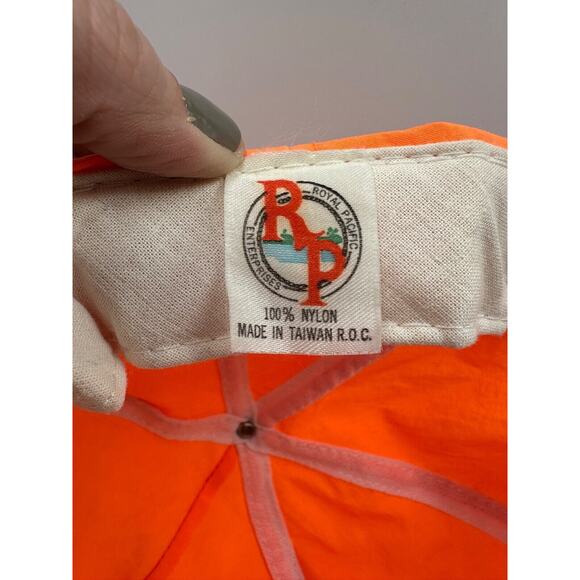 ROYAL PACIFIC
ENTERPRISES
RP
100% NYLON
MADE IN TAIWAN R.O.C.